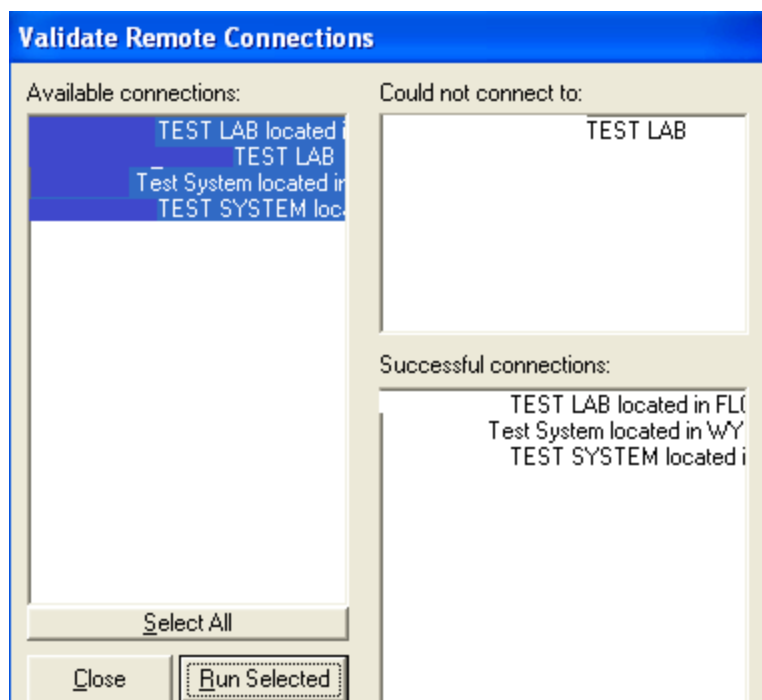 Validate Remote Connections
Available connections:
TEST LAB located i
TEST LAB
Test System located in
TEST SYSTEM loc
Select All
Close
Run Selected
Could not connect to:
TEST LAB
Successful connections:
TEST LAB located in FL
Test System located in WY
TEST SYSTEM located i